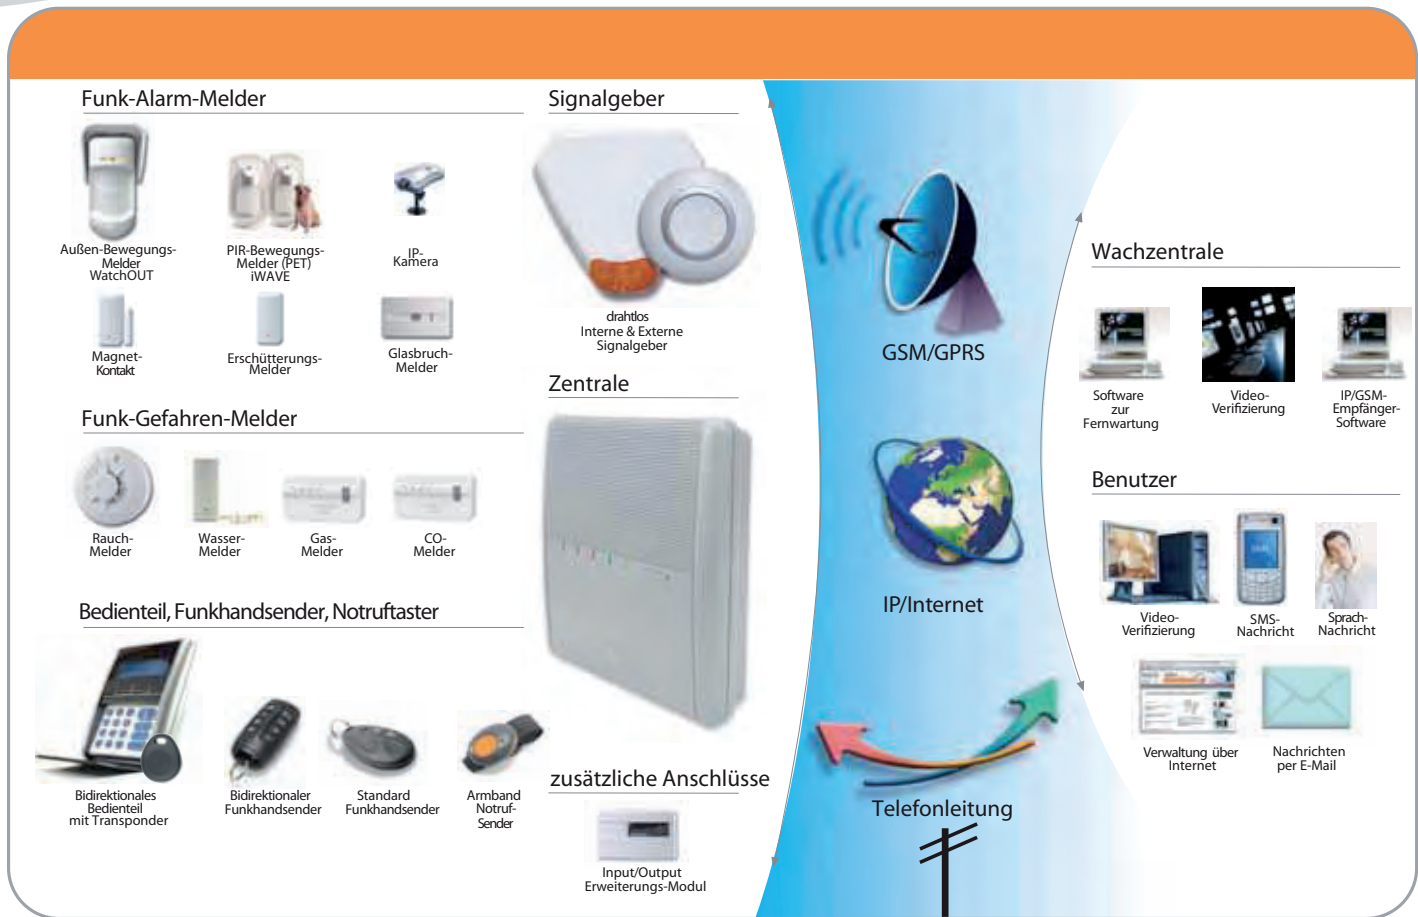 Funk-Alarm-Melder
Außen-Bewegungs-
Melder
WatchOUT
PIR-Bewegungs-
Melder (PET)
iWAVE
IP-
Kamera
Magnet-
Kontakt
Erschütterungs-
Melder
Glasbruch-
Melder
Funk-Gefahren-Melder
Rauch-
Melder
Wasser-
Melder
Gas-
Melder
CO-
Melder
Bedienteil, Funkhandsender, Notruftaster
Bidirektionales
Bedienteil
mit Transponder
Bidirektionaler
Funkhandsender
Standard
Funkhandsender
Armband
Notruf-
Sender
Signalgeber
drahtlos
Interne & Externe
Signalgeber
Zentrale
zusätzliche Anschlüsse
Input/Output
Erweiterungs-Modul
GSM/GPRS
IP/Internet
Telefonleitung
Wachzentrale
Software
zur
Fernwartung
Video-
Verifizierung
IP/GSM-
Empfänger-
Software
Benutzer
Video-
Verifizierung
SMS-
Nachricht
Sprach-
Nachricht
Verwaltung über
Internet
Nachrichten
per E-Mail